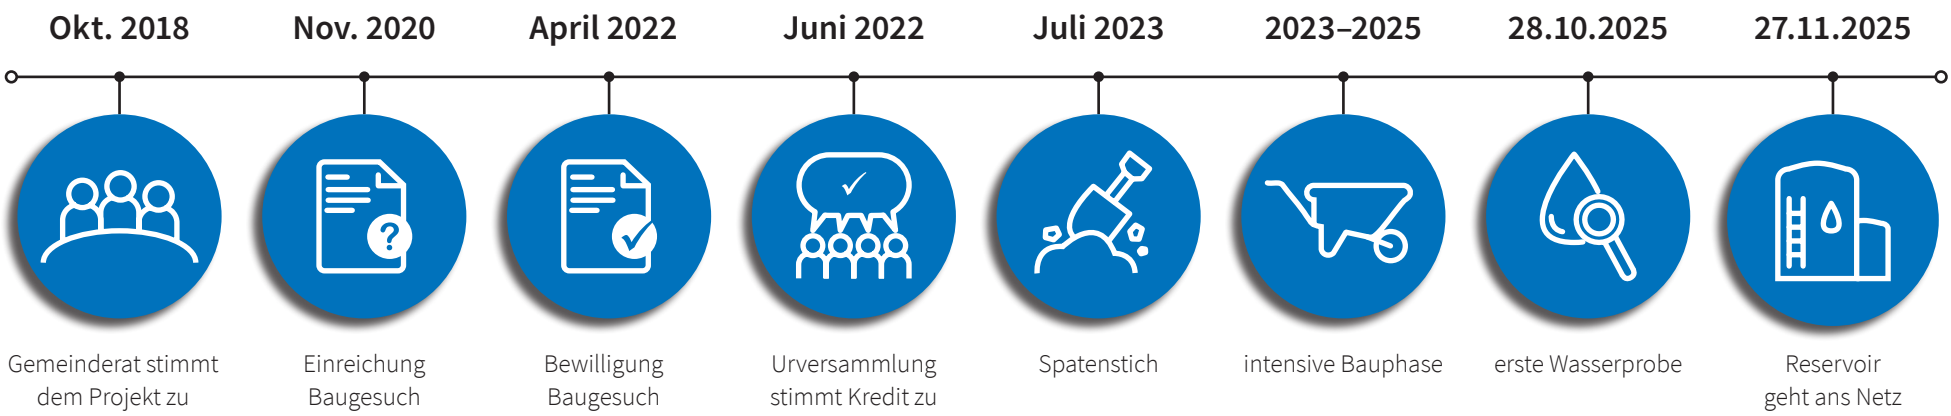 Okt. 2018
Nov. 2020
April 2022
Juni 2022
Juli 2023
2023–2025
28.10.2025
27.11.2025
?
Gemeinderat stimmt
dem Projekt zu
Einreichung
Baugesuch
Bewilligung
Baugesuch
Urversammlung
stimmt Kredit zu
Spatenstich
intensive Bauphase
erste Wasserprobe
Reservoir
geht ans Netz